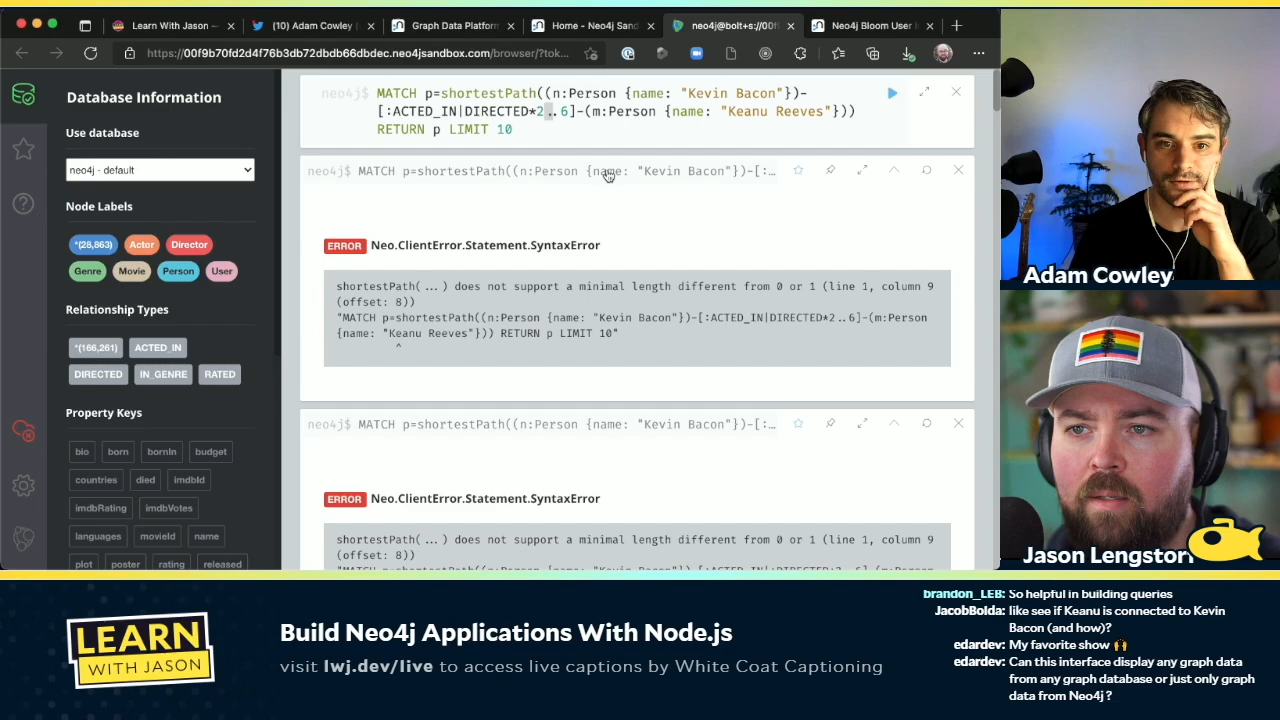 Learn With Jason
(10) Adam Cowley
Graph Data Platform
Home - Neo4j Sand
neo4j@bolt+s://00f9
Neo4j Bloom User I
https://00f9b70fd2d4f76b3db72dbdb66dbdec.neo4jsandbox.com/browser/?tok...
Database Information
Use database
neo4j - default
Node Labels
*(28,863)
Actor
Director
Genre
Movie
Person
User
Relationship Types
*(166,261)
ACTED_IN
DIRECTED
IN_GENRE
RATED
Property Keys
bio
born
bornIn
budget
countries
died
imdbId
imdbRating
imdbVotes
languages
movieId
name
plot
poster
rating
released
neo4j$ MATCH p=shortestPath((n:Person {name: "Kevin Bacon"})-
[:ACTED_IN|DIRECTED*2..6]-(m:Person {name: "Keanu Reeves"}))
RETURN p LIMIT 10
neo4j$ MATCH p=shortestPath((n:Person {name: "Kevin Bacon"})-[:...
ERROR Neo.ClientError.Statement.SyntaxError
shortestPath(...) does not support a minimal length different from 0 or 1 (line 1, column 9
(offset: 8))
"MATCH p=shortestPath((n:Person {name: "Kevin Bacon"})-[:ACTED_IN|DIRECTED*2..6]-(m:Person
{name: "Keanu Reeves"})) RETURN p LIMIT 10"
^
neo4j$ MATCH p=shortestPath((n:Person {name: "Kevin Bacon"})-[:...
ERROR Neo.ClientError.Statement.SyntaxError
shortestPath(...) does not support a minimal length different from 0 or 1 (line 1, column 9
(offset: 8))
Adam Cowley
Jason Lengstorf
LEARN
WITH JASON
Build Neo4j Applications With Node.js
visit lwj.dev/live to access live captions by White Coat Captioning
brandon_LEB: So helpful in building queries
JacobBolda: like see if Keanu is connected to Kevin
Bacon (and how)?
edardev: My favorite show 🙌
edardev: Can this interface display any graph data
from any graph database or just only graph
data from Neo4j ?